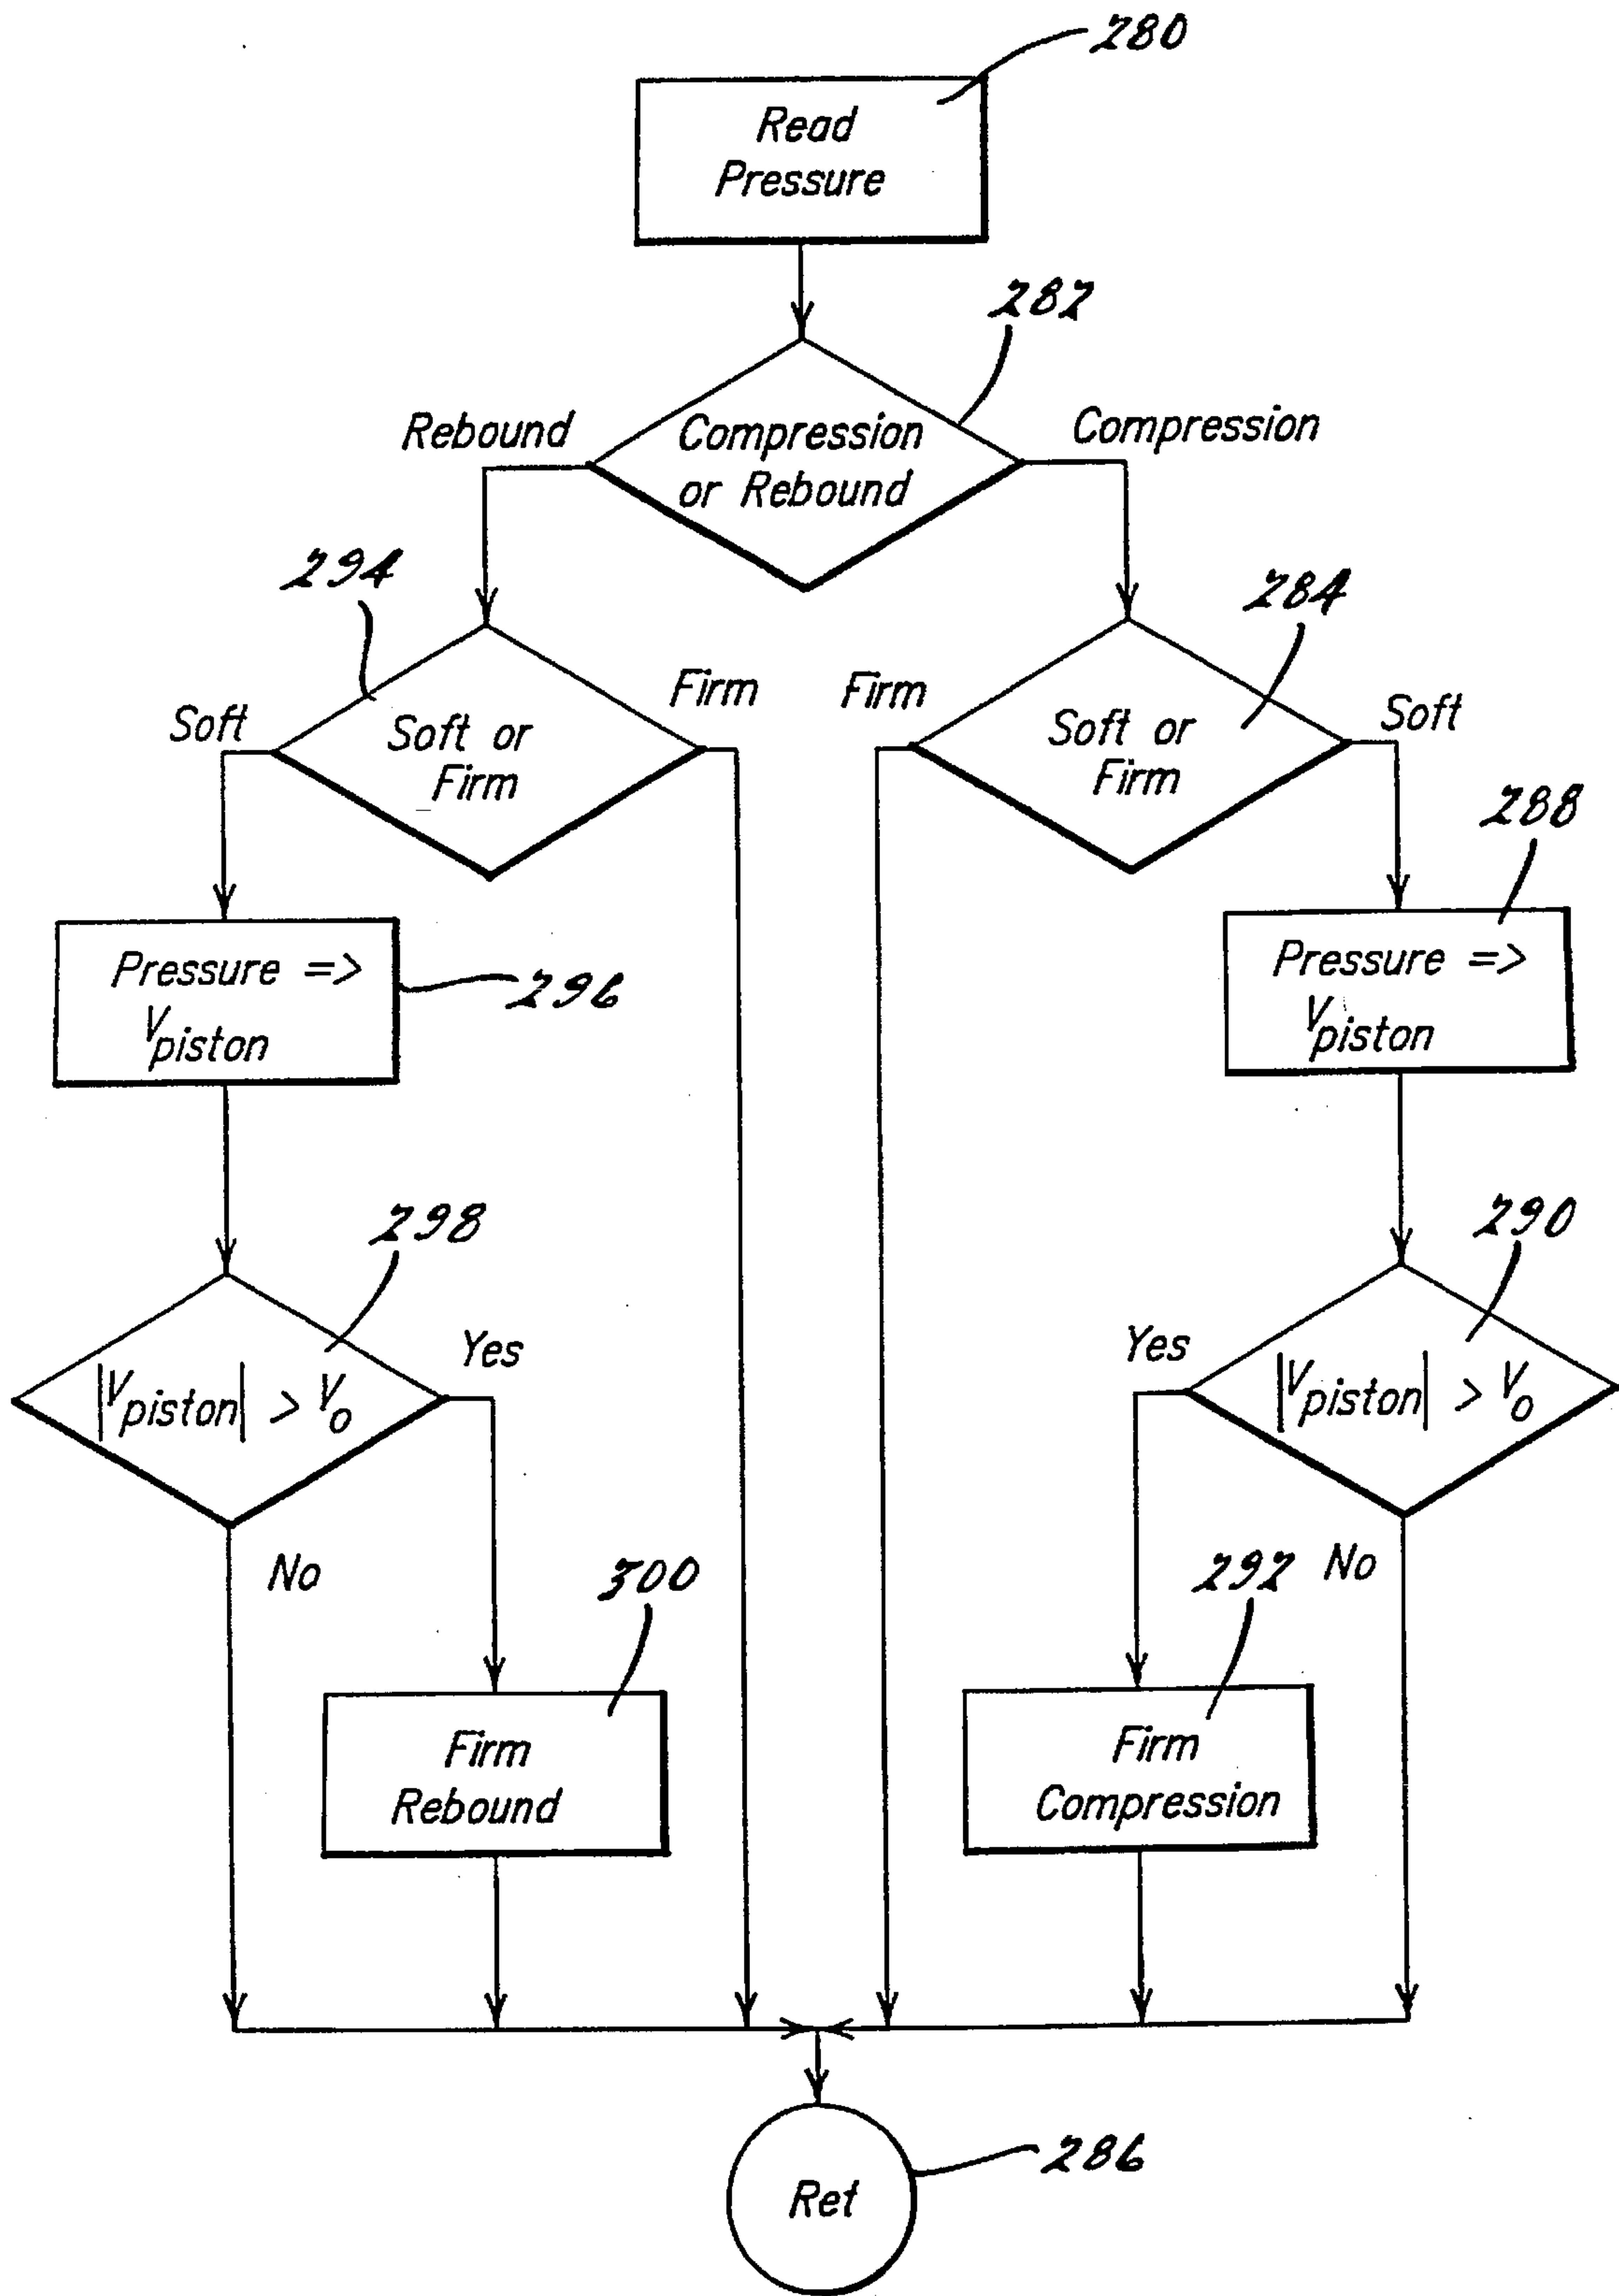 280
Read
Pressure
282
Rebound
Compression
or Rebound
Compression
294
284
Soft
Soft or
Firm
Firm
Firm
Soft or
Firm
Soft
288
Pressure =>
Vpiston
296
Pressure =>
Vpiston
298
290
|Vpiston| > Vo
Yes
Yes
|Vpiston| > Vo
No
300
292
No
Firm
Rebound
Firm
Compression
286
Ret